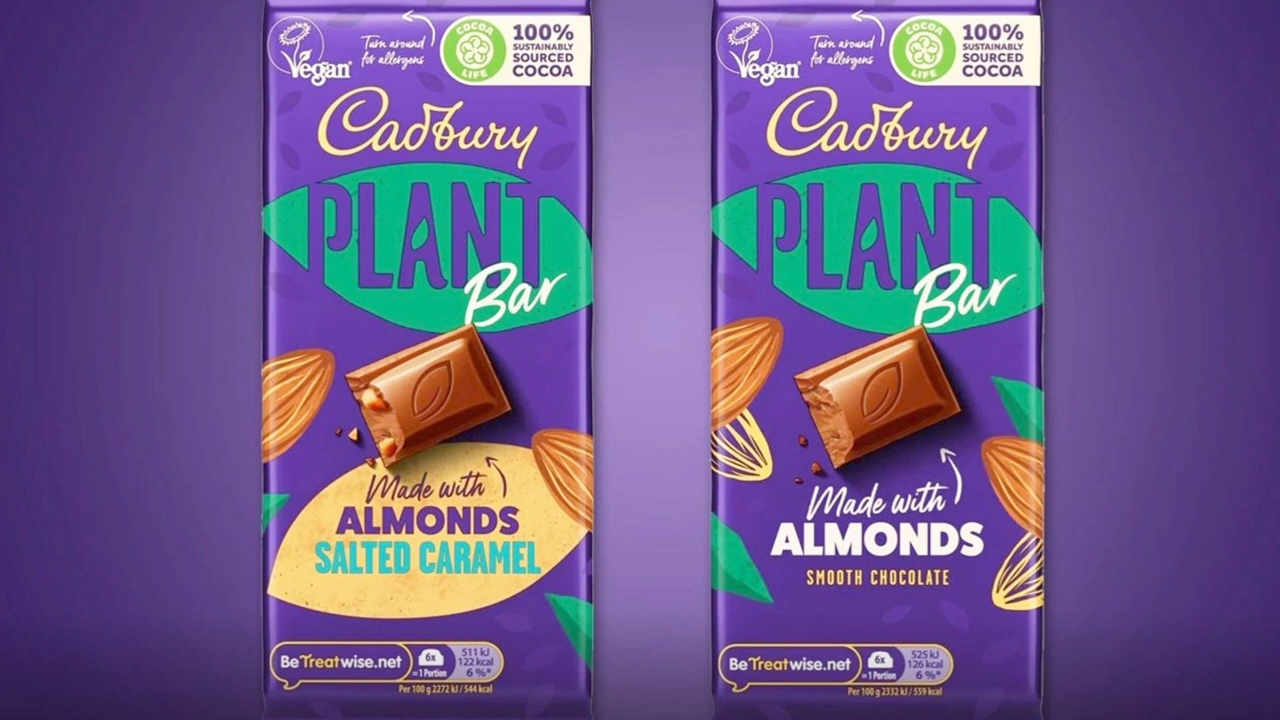 Vegan
Turn around
for allergens
COCOA
LIFE
100%
SUSTAINABLY
SOURCED
COCOA
Cadbury
PLANT
Bar
Made with
ALMONDS
SALTED CARAMEL
BeTreatwise.net
6x
= 1 Portion
511 kJ
122 kcal
6%*
Per 100 g 2272 kJ / 544 kcal
Vegan
Turn around
for allergens
COCOA
LIFE
100%
SUSTAINABLY
SOURCED
COCOA
Cadbury
PLANT
Bar
Made with
ALMONDS
SMOOTH CHOCOLATE
BeTreatwise.net
6x
= 1 Portion
525 kJ
126 kcal
6%*
Per 100 g 2332 kJ / 559 kcal